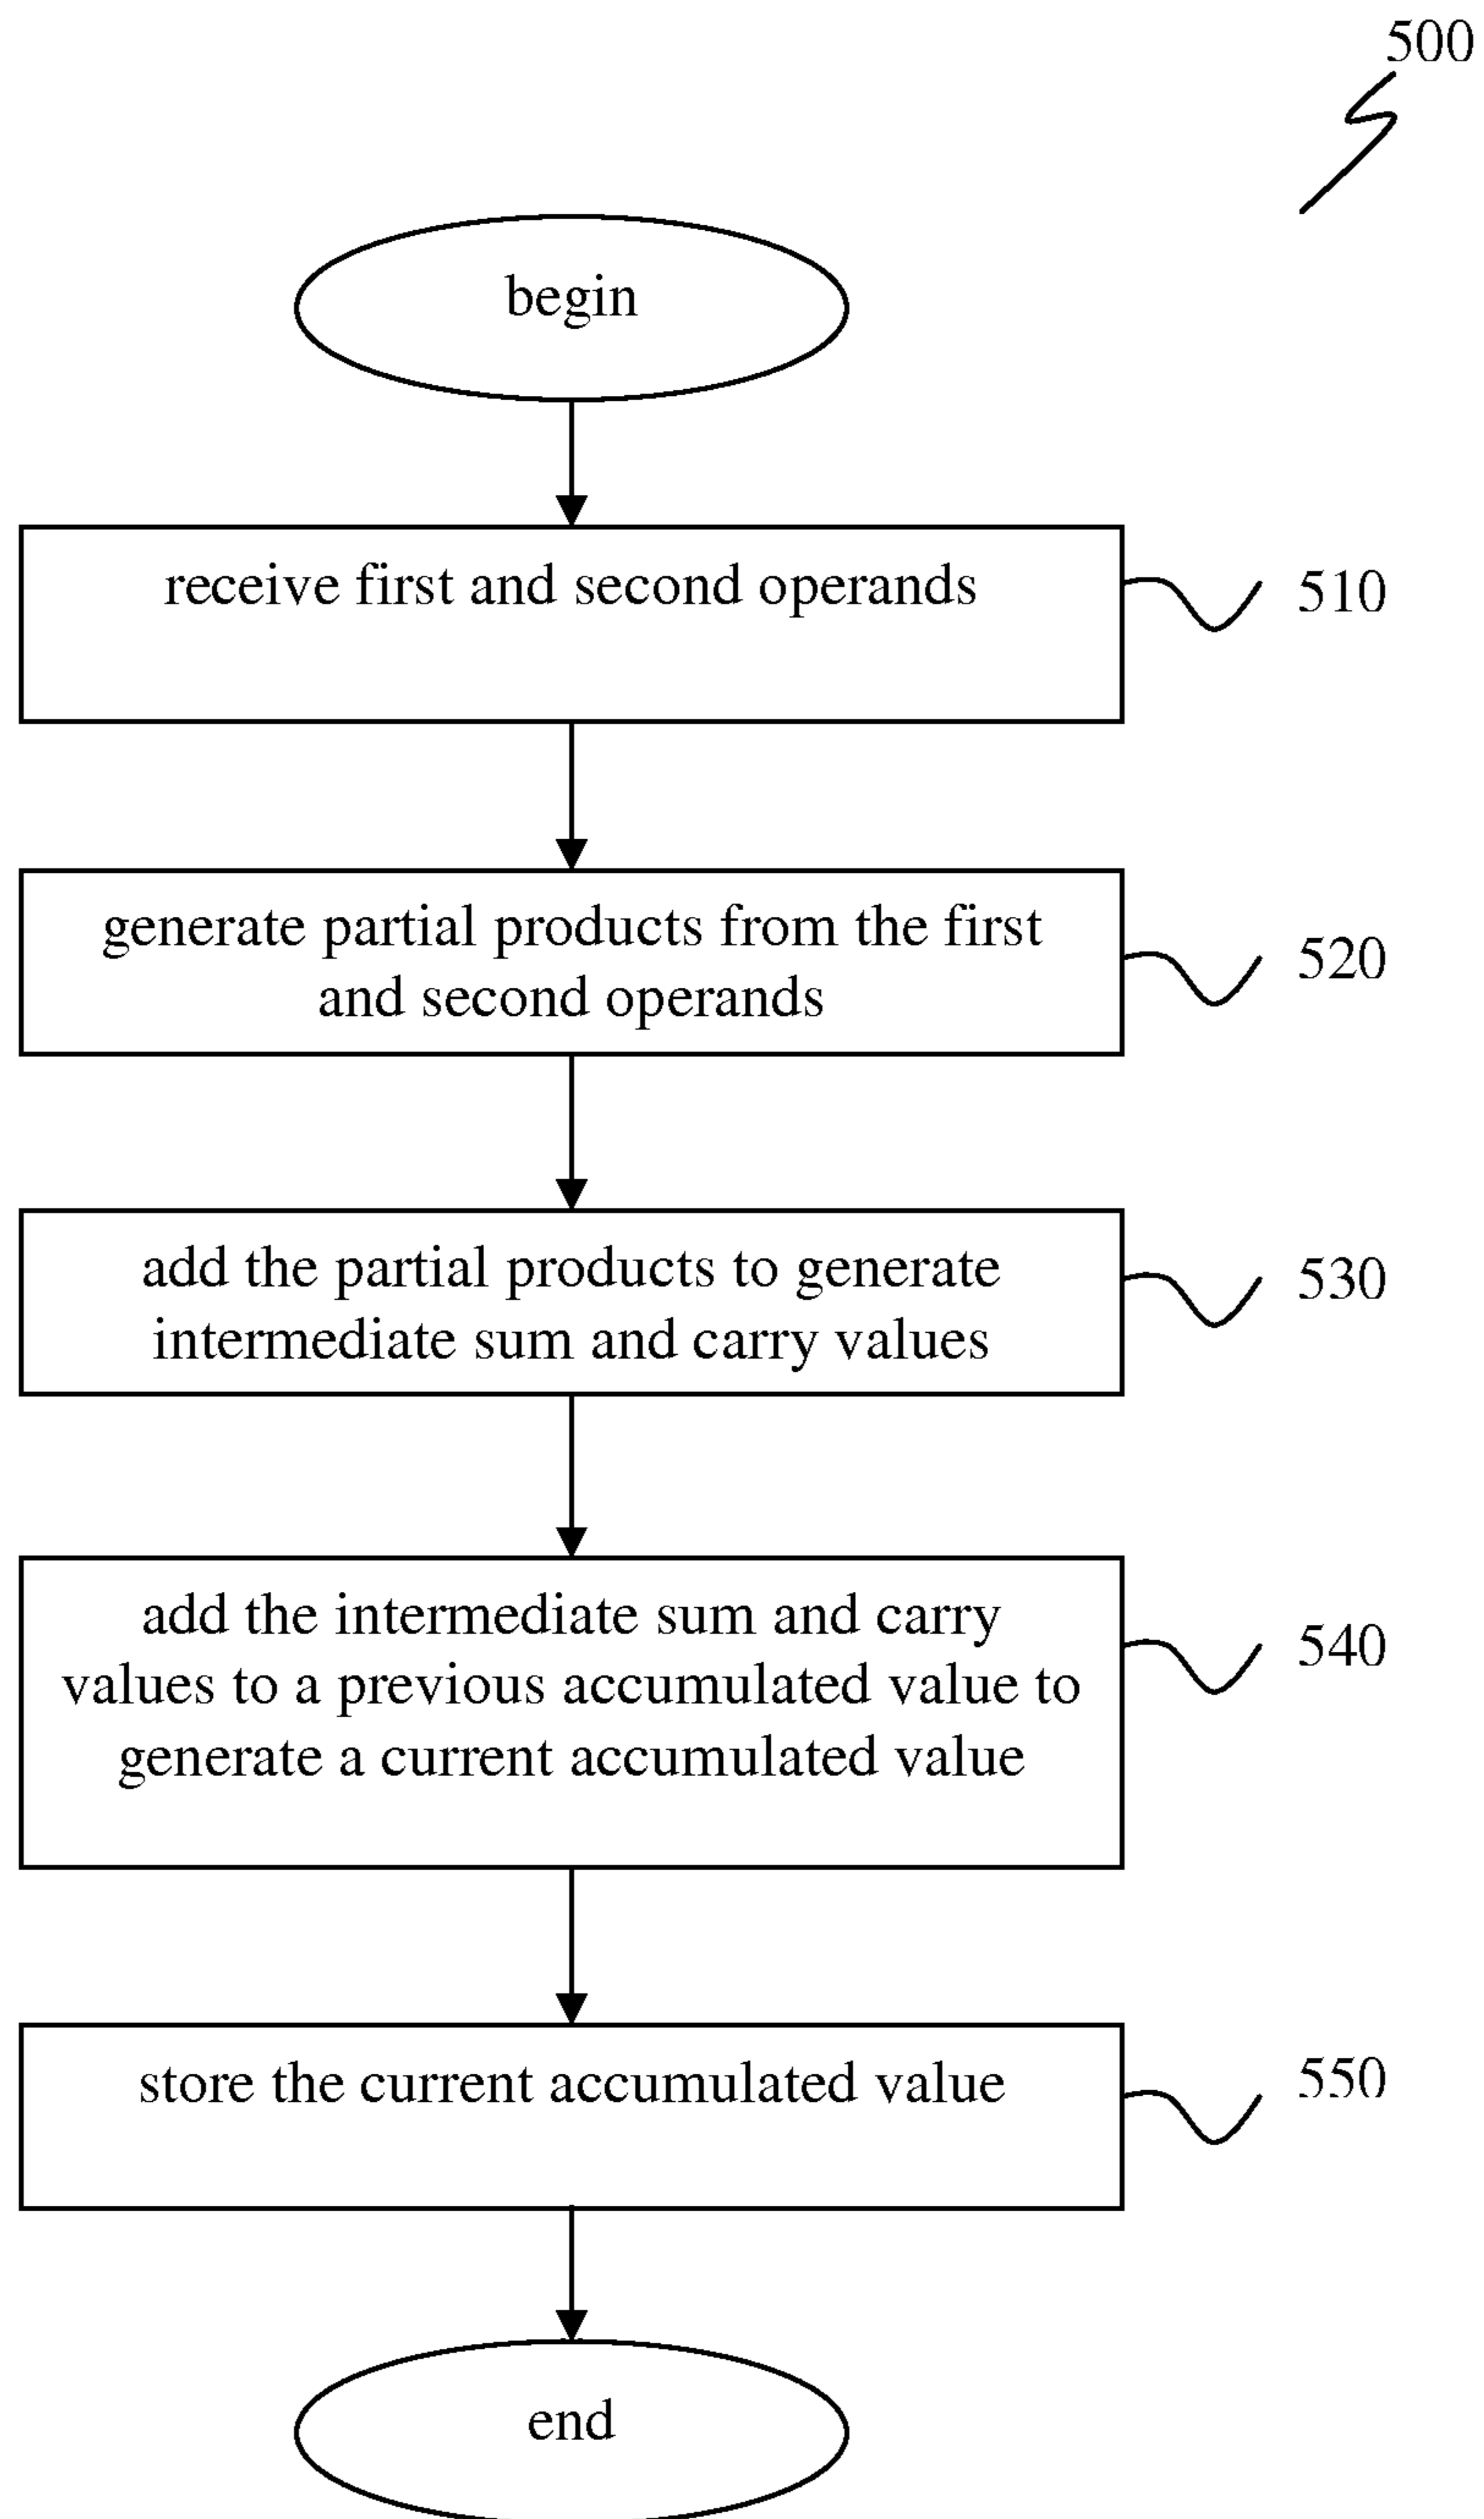 500
begin
receive first and second operands
510
generate partial products from the first
and second operands
520
add the partial products to generate
intermediate sum and carry values
530
add the intermediate sum and carry
values to a previous accumulated value to
generate a current accumulated value
540
store the current accumulated value
550
end